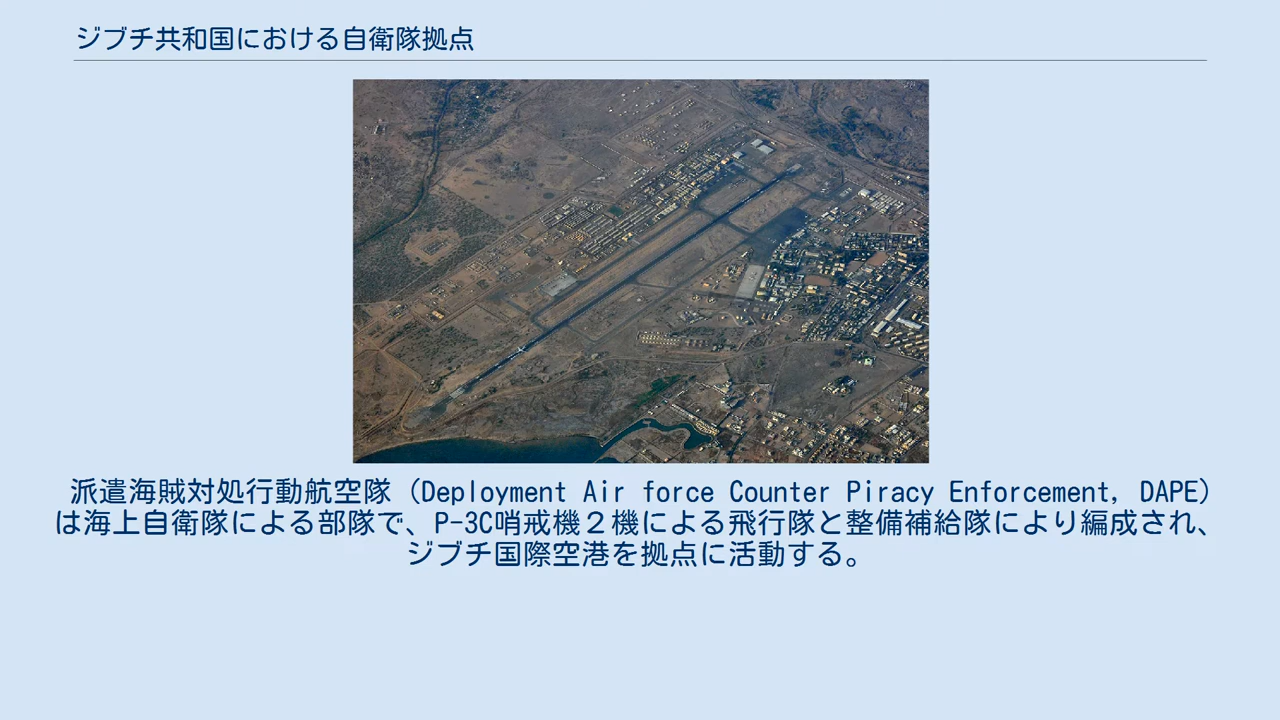 ジブチ共和国における自衛隊拠点
派遣海賊対処行動航空隊（Deployment Air force Counter Piracy Enforcement, DAPE）
は海上自衛隊による部隊で、P-3C哨戒機２機による飛行隊と整備補給隊により編成され、
ジブチ国際空港を拠点に活動する。